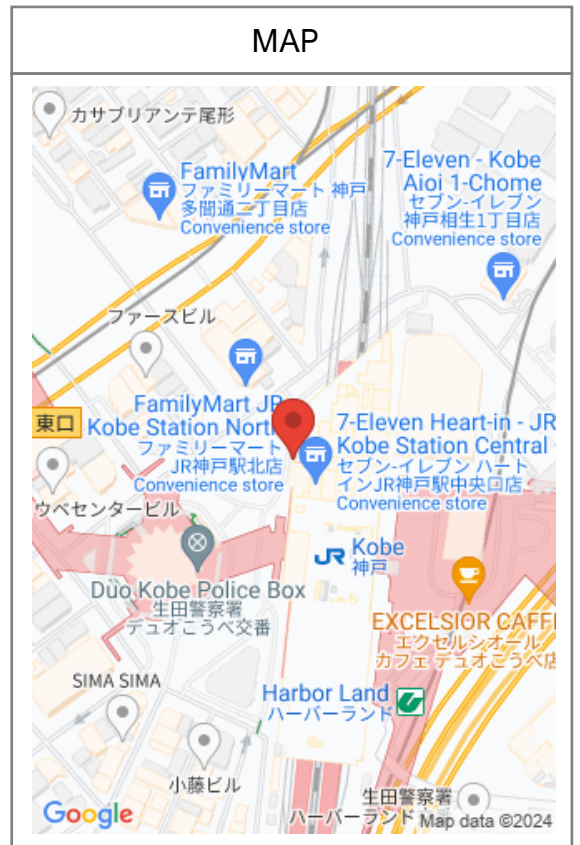 MAP
カサブリアンテ尾形
FamilyMart
ファミリーマート 神戸
多聞通二丁目店
Convenience store
7-Eleven - Kobe
Aioi 1-Chome
セブン-イレブン
神戸相生1丁目店
Convenience store
ファースビル
東口
FamilyMart JR
Kobe Station North
ファミリーマート
JR神戸駅北店
Convenience store
7-Eleven Heart-in - JR
Kobe Station Central
セブン-イレブン ハート
インJR神戸駅中央口店
Convenience store
ウベセンタービル
JR Kobe
神戸
Duo Kobe Police Box
生田警察署
デュオこうべ交番
EXCELSIOR CAFF
エクセルシオール
カフェ デュオこうべ店
SIMA SIMA
Harbor Land
ハーバーランド
小藤ビル
生田警察署
ハーバーランド
Google
Map data ©2024